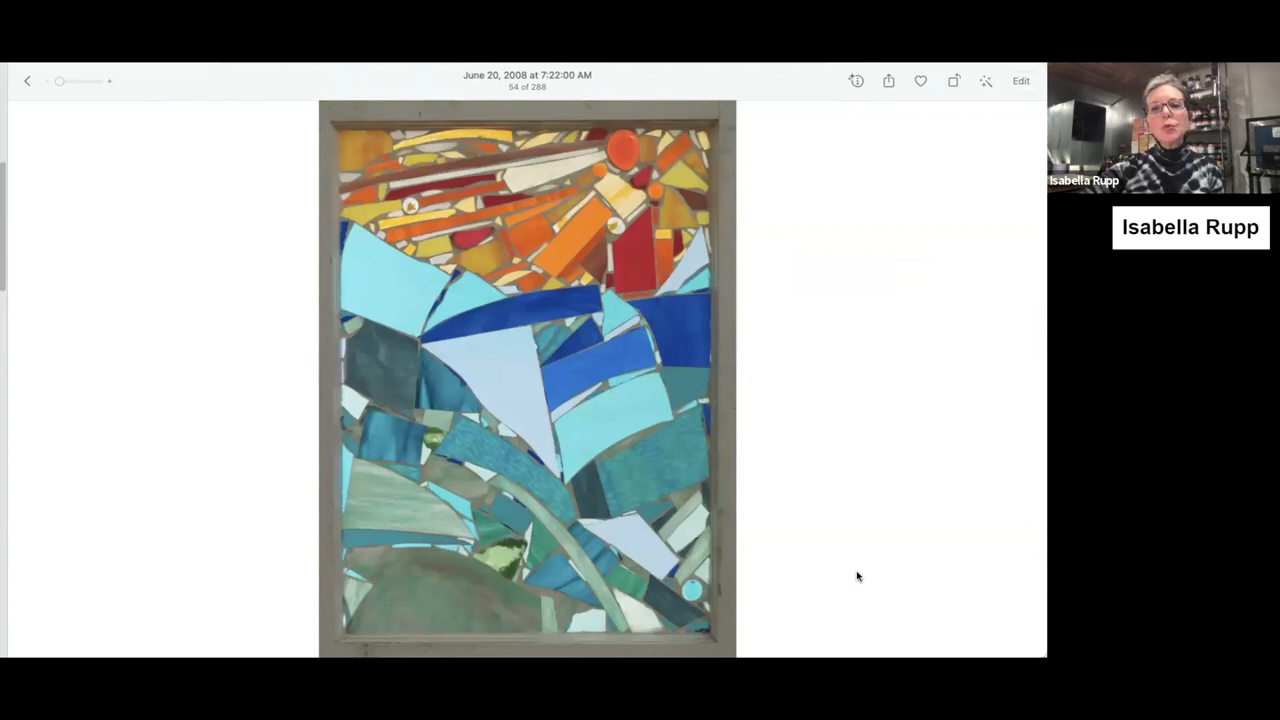 June 20, 2008 at 7:22:00 AM
54 of 288
Edit
Isabella Rupp
Isabella Rupp